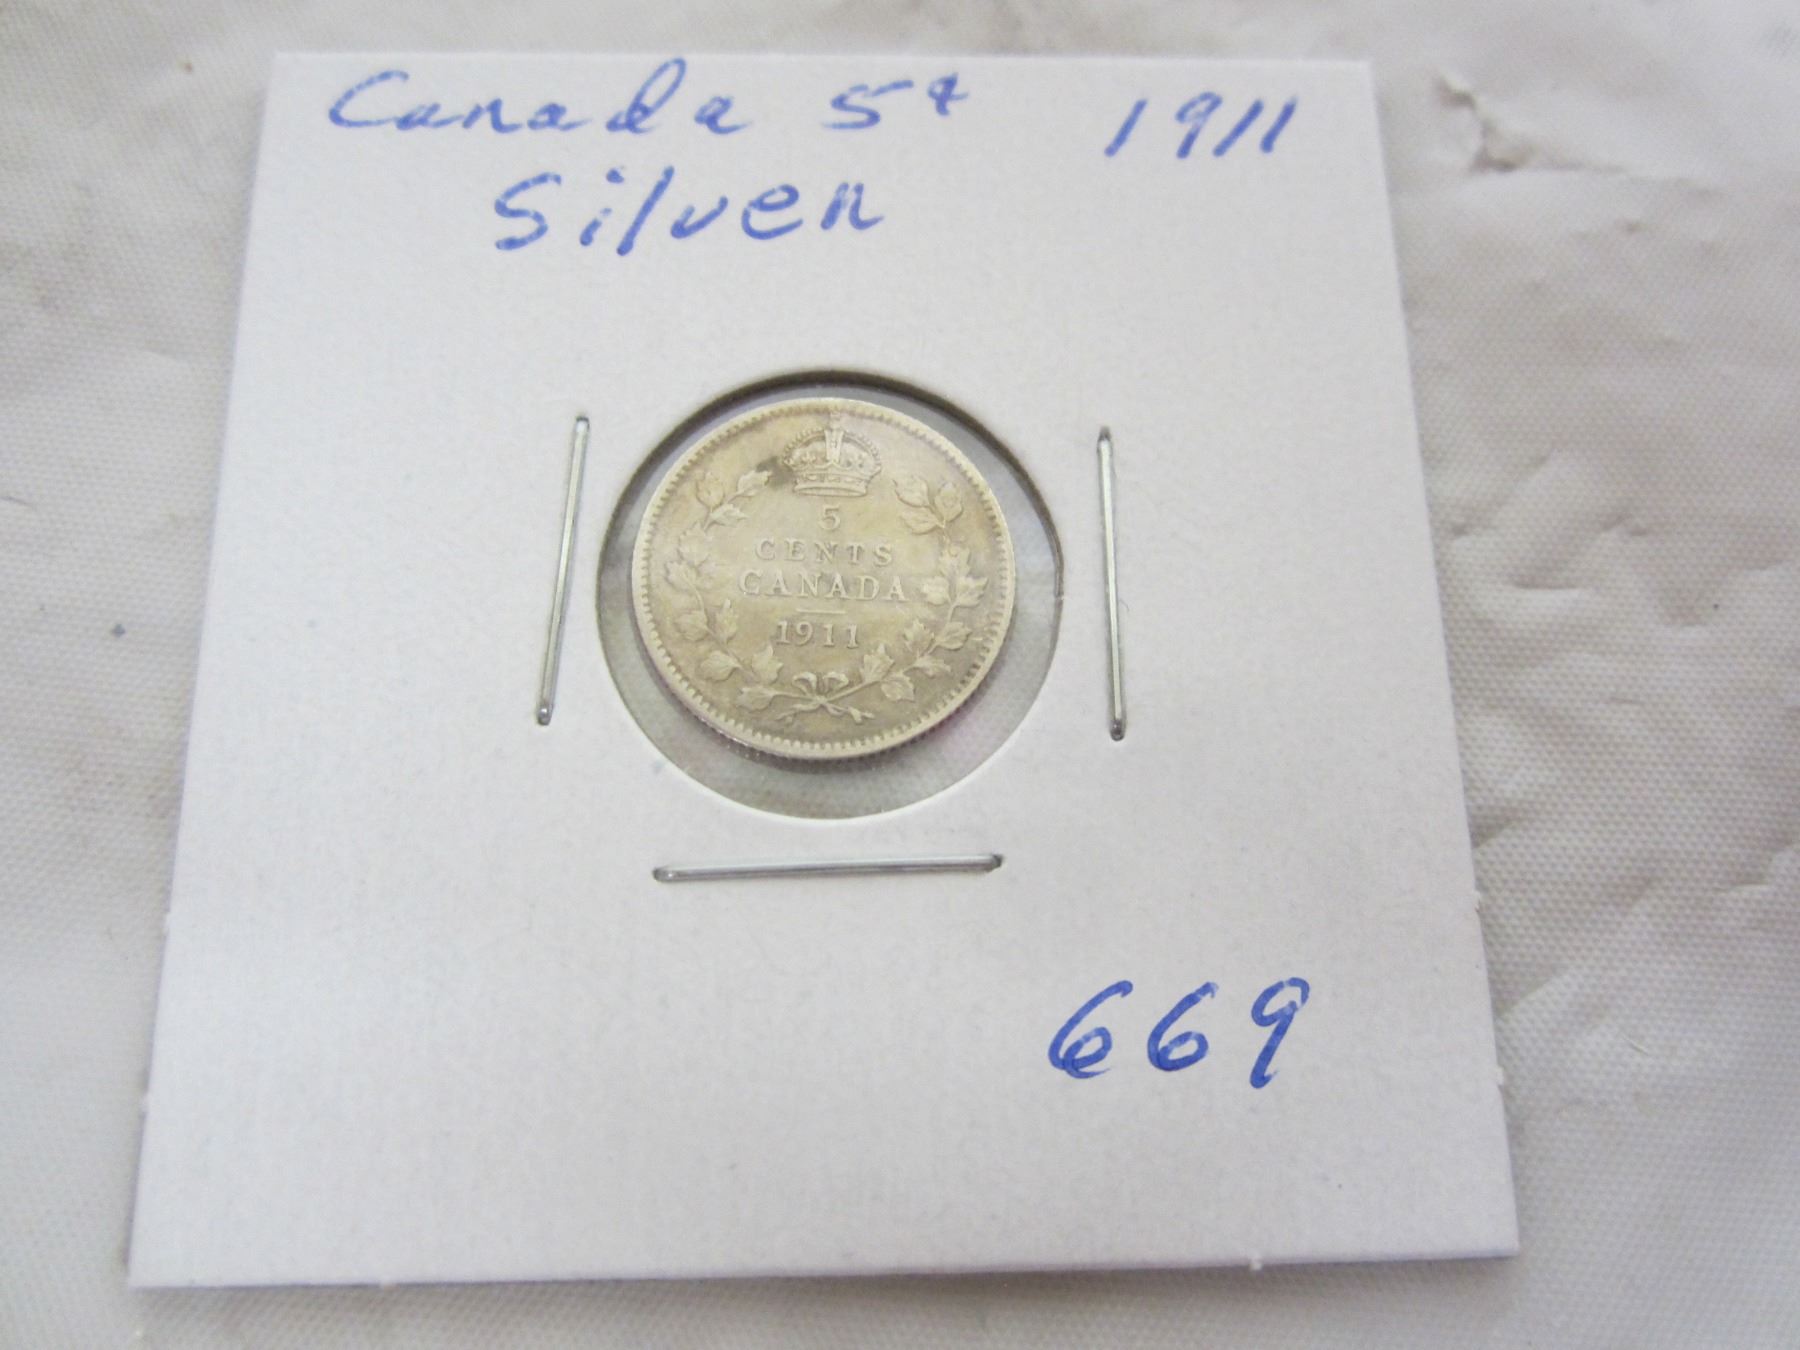 Canada 5¢ 1911
Silver
5
CENTS
CANADA
1911
669